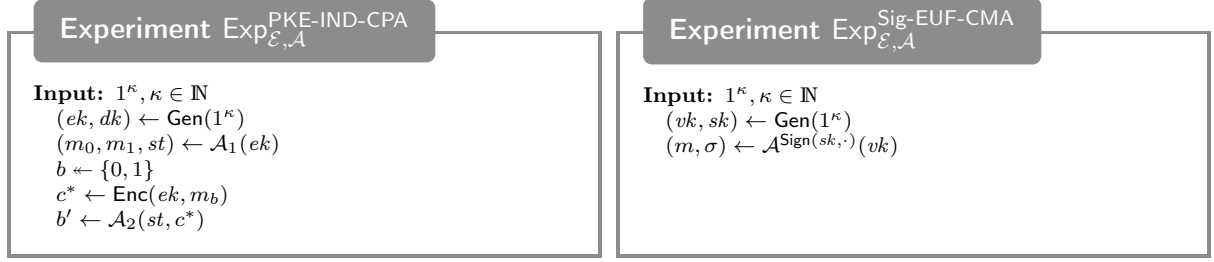 Experiment Exp^{PKE-IND-CPA}_{ℰ,𝒜}
Input: 1^κ, κ ∈ ℕ
(ek, dk) ← Gen(1^κ)
(m_0, m_1, st) ← 𝒜_1(ek)
b ↞ {0, 1}
c^* ← Enc(ek, m_b)
b′ ← 𝒜_2(st, c^*)
Experiment Exp^{Sig-EUF-CMA}_{ℰ,𝒜}
Input: 1^κ, κ ∈ ℕ
(vk, sk) ← Gen(1^κ)
(m, σ) ← 𝒜^{Sign(sk,·)}(vk)